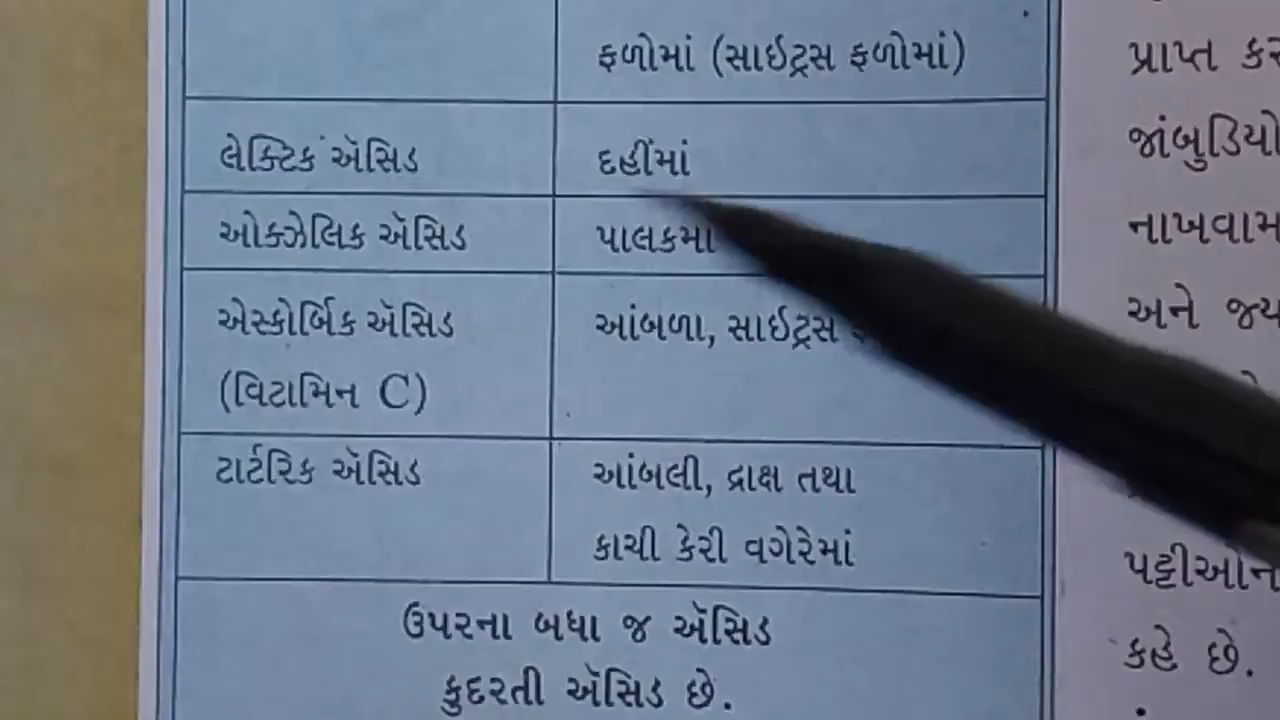 ફળોમાં (સાઇટ્રસ ફળોમાં)
લેક્ટિક ઍસિડ દહીંમાં
ઓક્ઝેલિક ઍસિડ પાલકમા
એસ્કોર્બિક ઍસિડ આંબળા, સાઇટ્રસ
(વિટામિન C)
ટાર્ટરિક ઍસિડ આંબલી, દ્રાક્ષ તથા
કાચી કેરી વગેરેમાં
ઉપરના બધા જ ઍસિડ
કુદરતી ઍસિડ છે.
પ્રાપ્ત
જાંબુડિયો
નાખવામ
અને
પટ્ટીઓન
કહે છે.